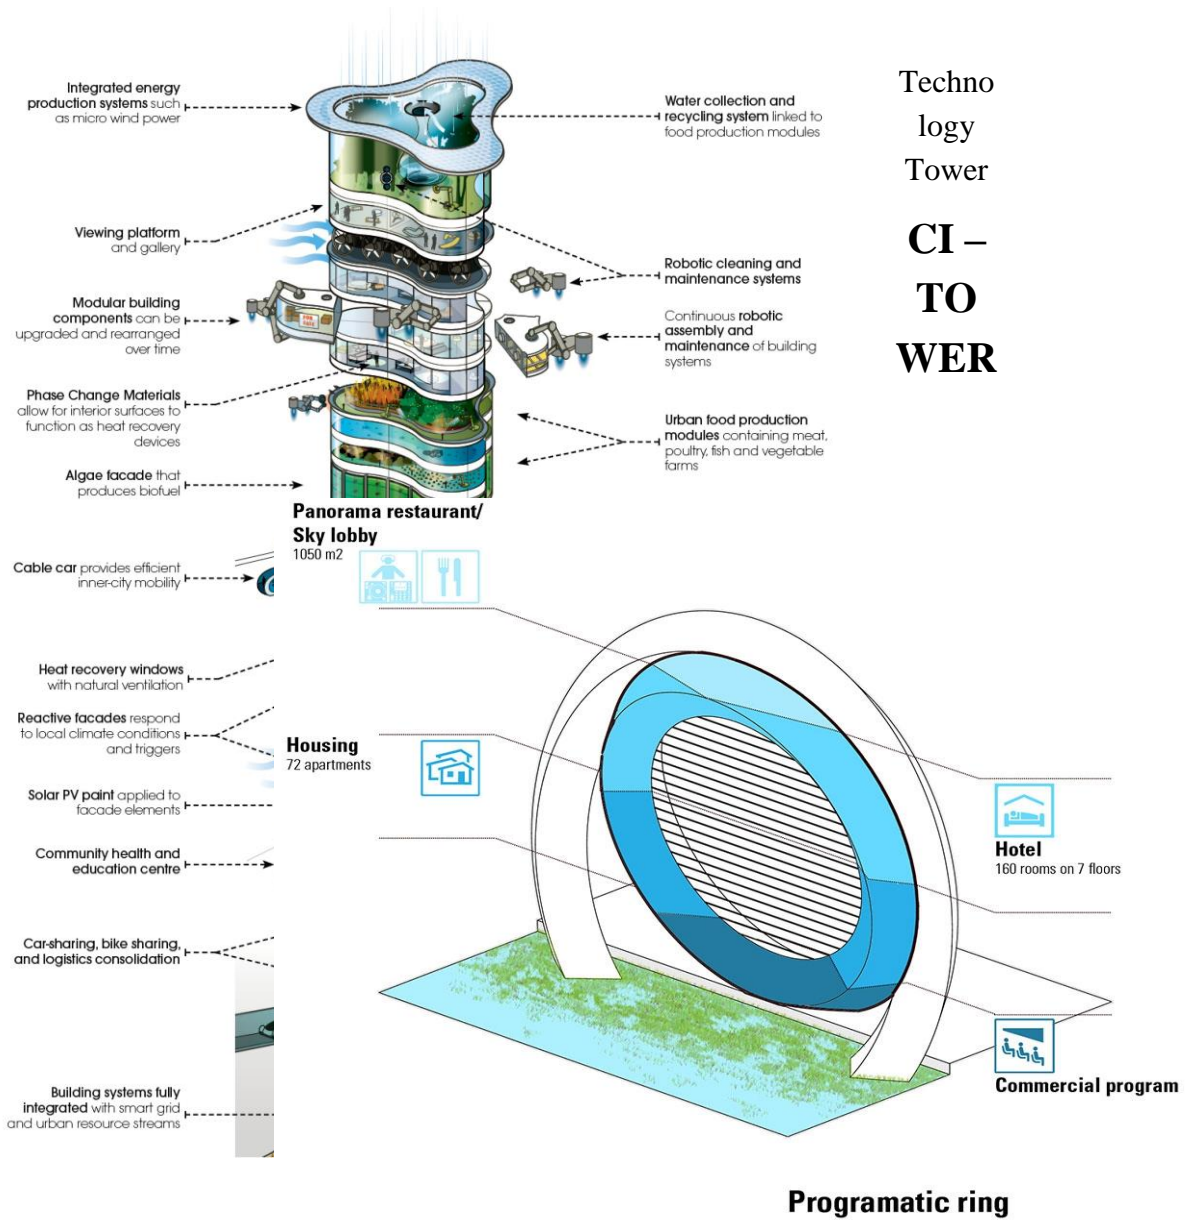 Integrated energy
production systems such
as micro wind power
Viewing platform
and gallery
Modular building
components can be
upgraded and rearranged
over time
Phase Change Materials
allow for interior surfaces to
function as heat recovery
devices
Algae facade that
produces biofuel
Cable car provides efficient
inner-city mobility
Heat recovery windows
with natural ventilation
Reactive facades respond
to local climate conditions
and triggers
Solar PV paint applied to
facade elements
Community health and
education centre
Car-sharing, bike sharing,
and logistics consolidation
Building systems fully
integrated with smart grid
and urban resource streams
FOR
Water collection and
recycling system linked to
food production modules
Robotic cleaning and
maintenance systems
Continuous robotic
assembly and
maintenance of building
systems
Urban food production
modules containing meat,
poultry, fish and vegetable
farms
Techno
logy
Tower
CI –
TO
WER
Panorama restaurant/
Sky lobby
1050 m2
Housing
72 apartments
Hotel
160 rooms on 7 floors
Commercial program
Programatic ring